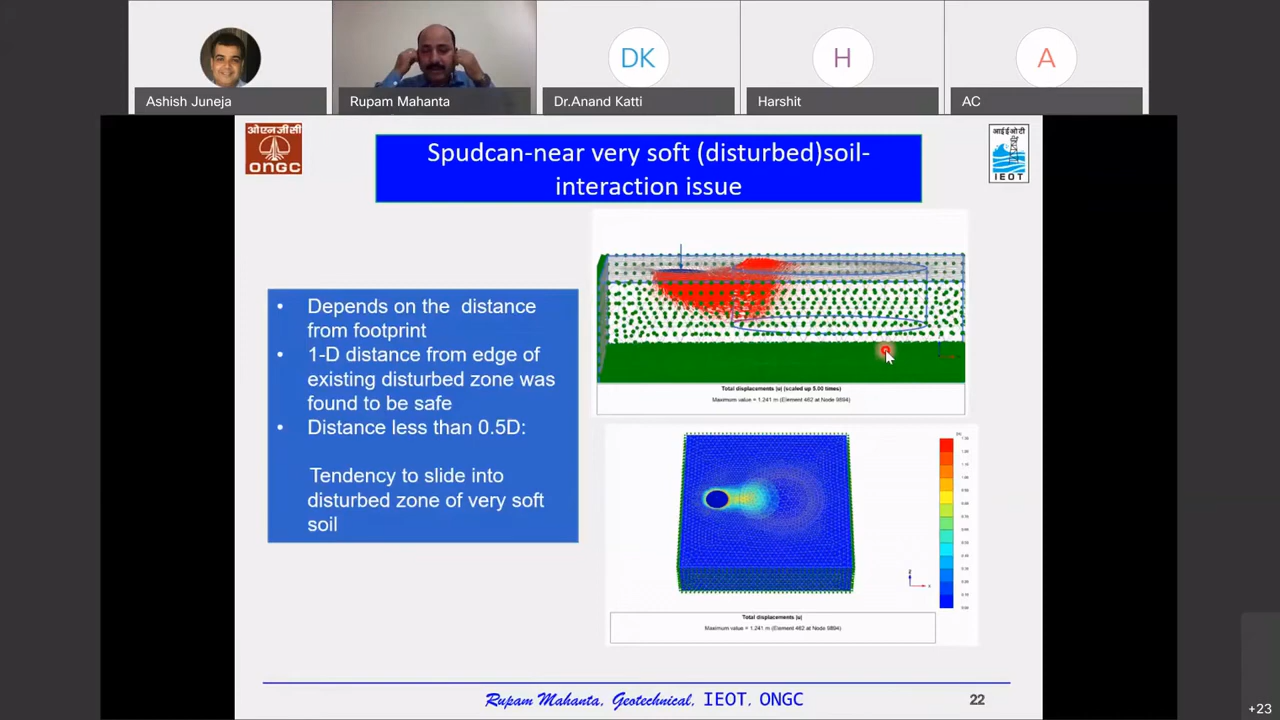 DK
H
A
Ashish Juneja
Rupam Mahanta
Dr.Anand Katti
Harshit
AC
ओएनजीसी
ONGC
Spudcan-near very soft (disturbed)soil-
interaction issue
आईईओटी
IEOT
• Depends on the distance
from footprint
• 1-D distance from edge of
existing disturbed zone was
found to be safe
• Distance less than 0.5D:
Tendency to slide into
disturbed zone of very soft
soil
Total displacements |u| (scaled up 5.00 times)
Maximum value = 1.241 m (Element 462 at Node 9894)
Total displacements |u|
Maximum value = 1.241 m (Element 462 at Node 9894)
Rupam Mahanta, Geotechnical, IEOT, ONGC
22
+23